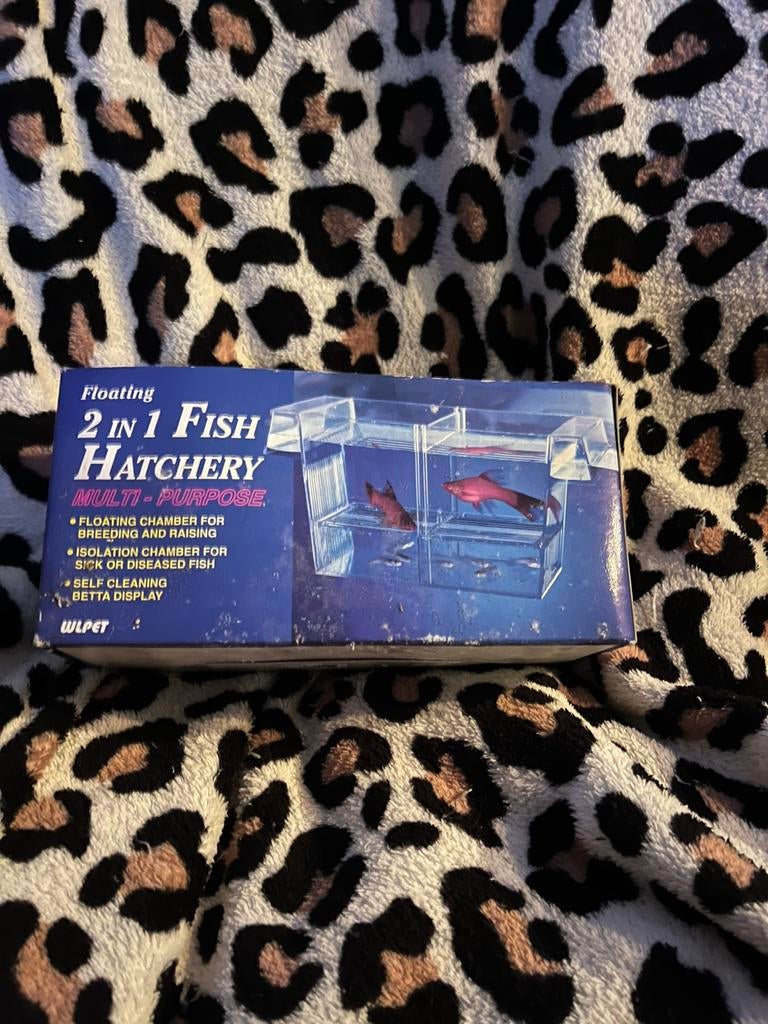 Floating
2 IN 1 FISH
HATCHERY
MULTI - PURPOSE
• FLOATING CHAMBER FOR
BREEDING AND RAISING
• ISOLATION CHAMBER FOR
SICK OR DISEASED FISH
• SELF CLEANING
BETTA DISPLAY
WLPET